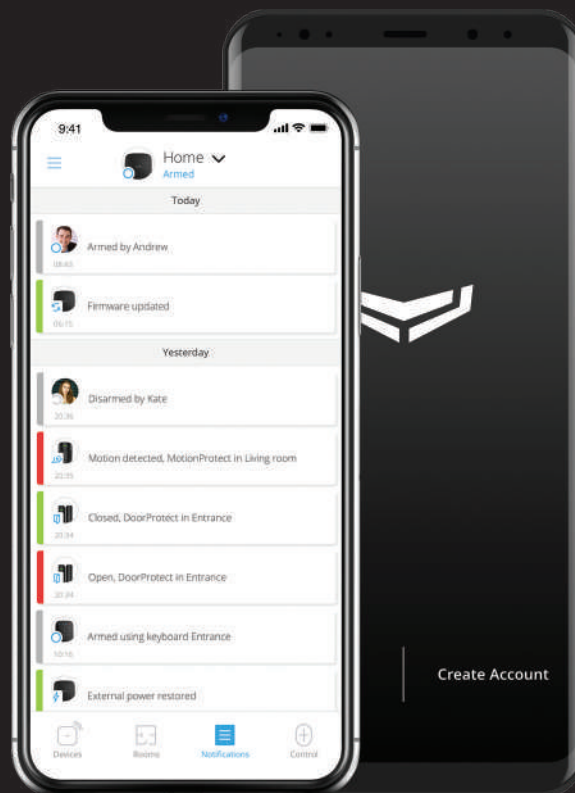 9:41
Home
Armed
Today
Armed by Andrew
08:45
Firmware updated
06:15
Yesterday
Disarmed by Kate
20:36
Motion detected, MotionProtect in Living room
20:35
Closed, DoorProtect in Entrance
20:34
Open, DoorProtect in Entrance
20:34
Armed using keyboard Entrance
10:16
External power restored
Create Account
Devices
Rooms
Notifications
Control